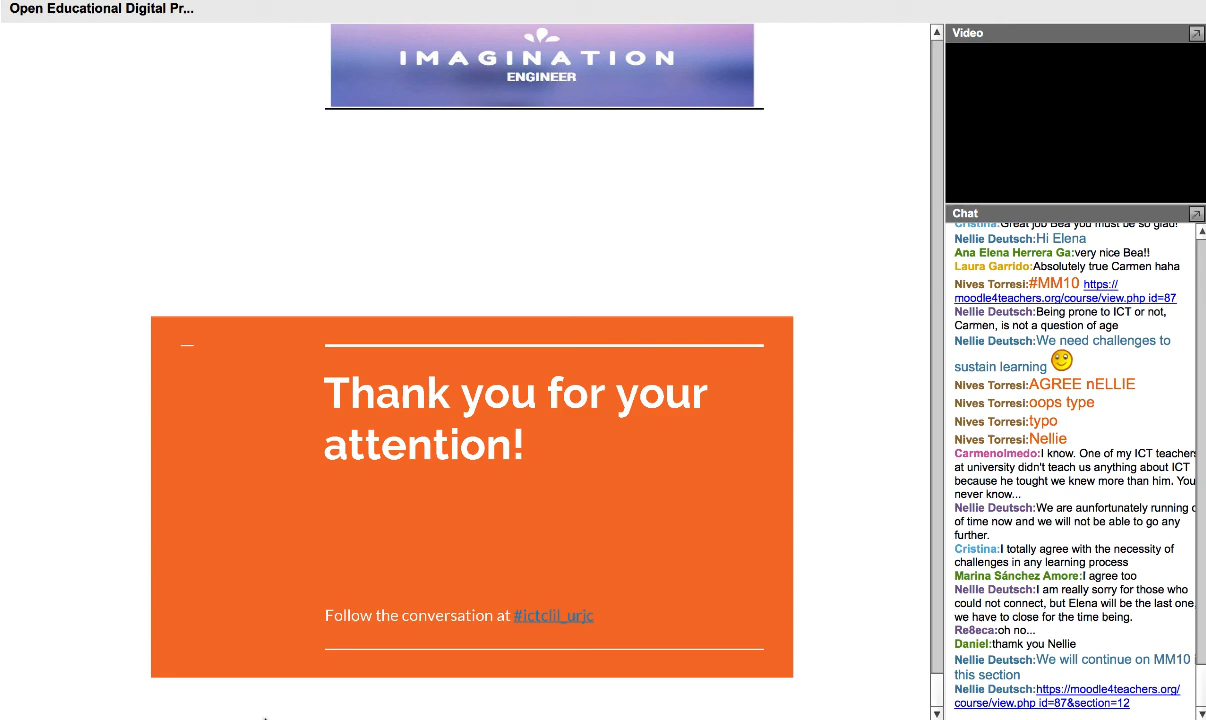 Open Educational Digital Pr...
IMAGINATION
ENGINEER
Thank you for your
attention!
Follow the conversation at #ictclil_urjc
Video
Chat
Cristina:Great job Bea you must be so glad!
Nellie Deutsch:Hi Elena
Ana Elena Herrera Ga:very nice Bea!!
Laura Garrido:Absolutely true Carmen haha
Nives Torresi:#MM10 https://
moodle4teachers.org/course/view.php id=87
Nellie Deutsch:Being prone to ICT or not,
Carmen, is not a question of age
Nellie Deutsch:We need challenges to
sustain learning
Nives Torresi:AGREE nELLIE
Nives Torresi:oops type
Nives Torresi:typo
Nives Torresi:Nellie
Carmenolmedo:I know. One of my ICT teachers
at university didn't teach us anything about ICT
because he tought we knew more than him. You
never know...
Nellie Deutsch:We are aunfortunately running
of time now and we will not be able to go any
further.
Cristina:I totally agree with the necessity of
challenges in any learning process
Marina Sánchez Amore:I agree too
Nellie Deutsch:I am really sorry for those who
could not connect, but Elena will be the last one,
we have to close for the time being.
Re8eca:oh no...
Daniel:thank you Nellie
Nellie Deutsch:We will continue on MM10
this section
Nellie Deutsch:https://moodle4teachers.org/
course/view.php id=87&section=12